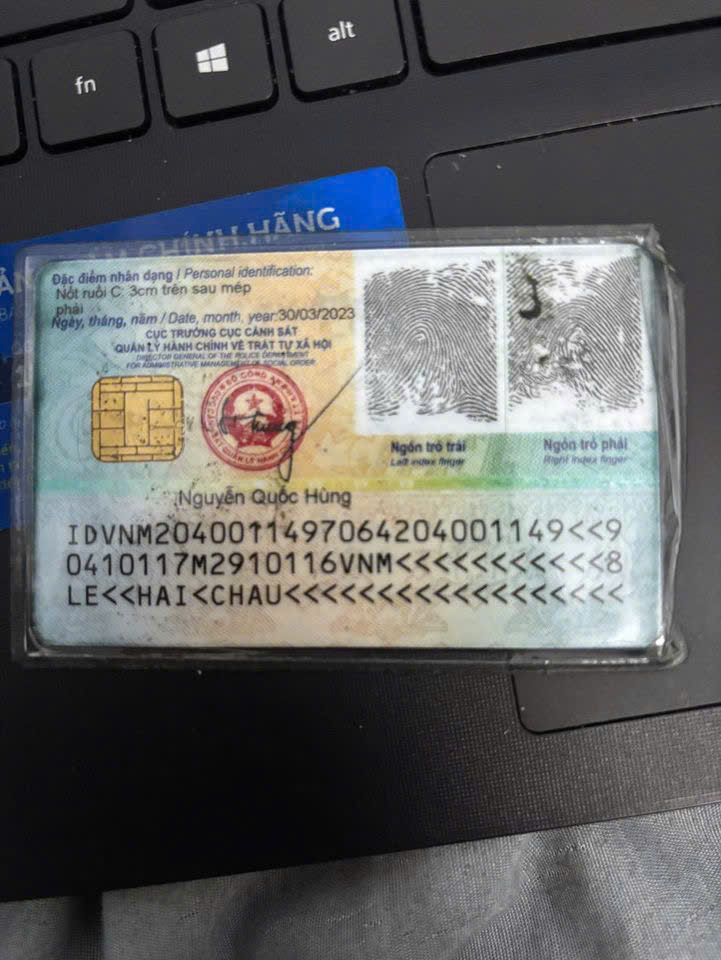 fn
alt
CHÍNH HÃNG
Đặc điểm nhân dạng / Personal identification:
Nốt ruồi C: 3cm trên sau mép
phải
Ngày, tháng, năm / Date, month, year:30/03/2023
CỤC TRƯỞNG CỤC CẢNH SÁT
QUẢN LÝ HÀNH CHÍNH VỀ TRẬT TỰ XÃ HỘI
DIRECTOR GENERAL OF THE POLICE DEPARTMENT
FOR ADMINISTRATIVE MANAGEMENT OF SOCIAL ORDER
Ngón trỏ trái
Left index finger
Ngón trỏ phải
Right index finger
Nguyễn Quốc Hùng
IDVNM2040011497064204001149<<9
0410117M2910116VNM<<<<<<<<<<<8
LE<<HAI<CHAU<<<<<<<<<<<<<<<<<<